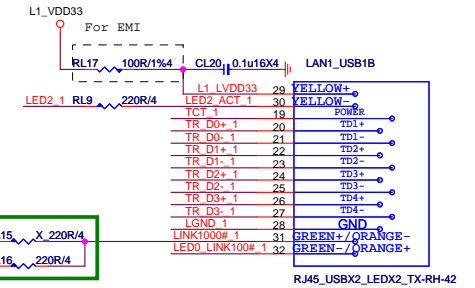 L1_VDD33
For EMI
RL17 100R/1%4 CL20 0.1u16X4 LAN1_USB1B
L1_LVDD33 29 YELLOW+
LED2_1 RL9 220R/4 LED2_ACT_1 30 YELLOW-
TCT_1 19 POWER
TR_D0+_1 20 TD1+
TR_D0-_1 21 TD1-
TR_D1+_1 22 TD2+
TR_D1-_1 23 TD2-
TR_D2+_1 24 TD3+
TR_D2-_1 25 TD3-
TR_D3+_1 26 TD4+
TR_D3-_1 27 TD4-
LGND_1 28 GND
L15 X_220R/4 LINK1000#_1 31 GREEN+/ORANGE-
L16 220R/4 LED0_LINK100#_1 32 GREEN-/ORANGE+
RJ45_USBX2_LEDX2_TX-RH-42